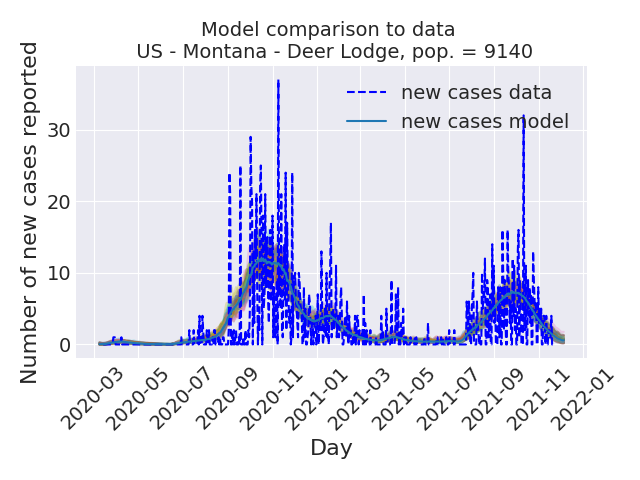 Model comparison to data
US - Montana - Deer Lodge, pop. = 9140
Number of new cases reported
30
20
10
0
new cases data
new cases model
2020-03
2020-05
2020-07
2020-09
2020-11
2021-01
2021-03
2021-05
2021-07
2021-09
2021-11
2022-01
Day